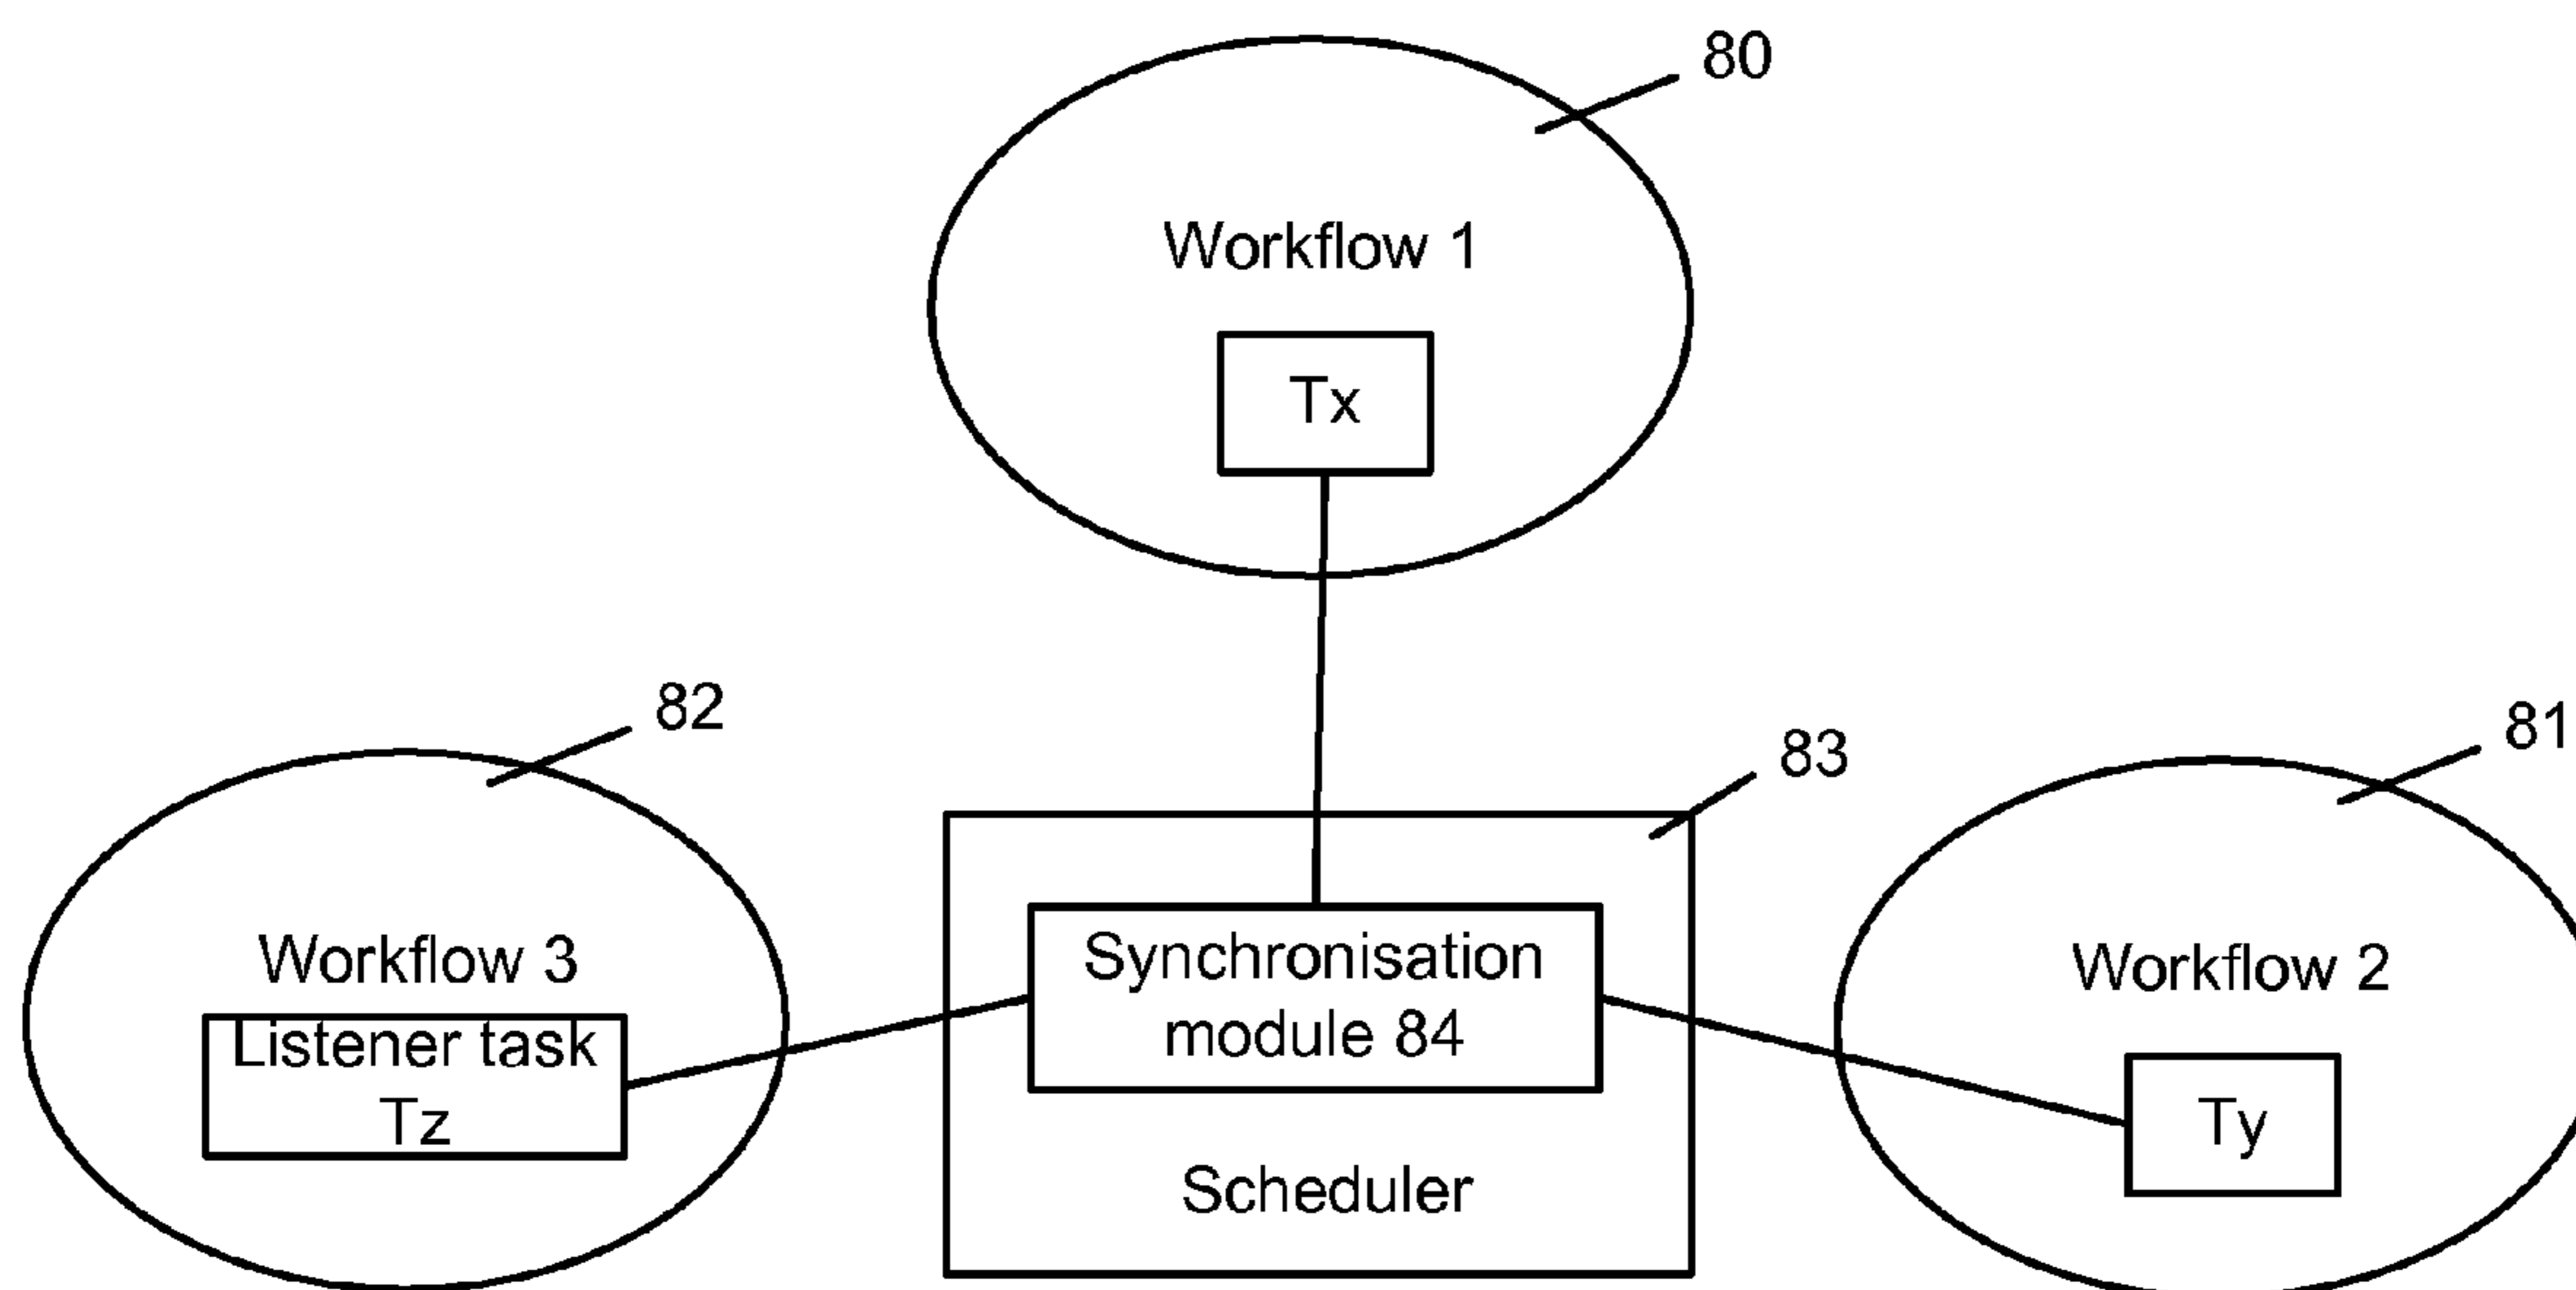 80
Workflow 1
Tx
82
83
81
Workflow 3
Listener task
Tz
Synchronisation
module 84
Scheduler
Workflow 2
Ty